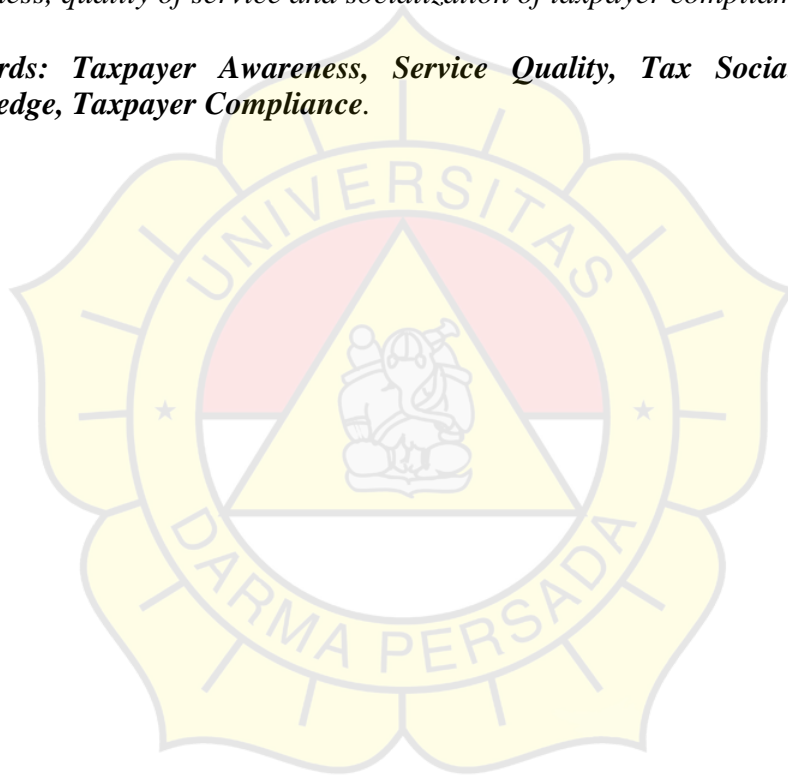 ness, quality of service and socialization of taxpayer complian
rds: Taxpayer Awareness, Service Quality, Tax Socia
edge, Taxpayer Compliance.
UNIVERSITAS
DARMA PERSADA